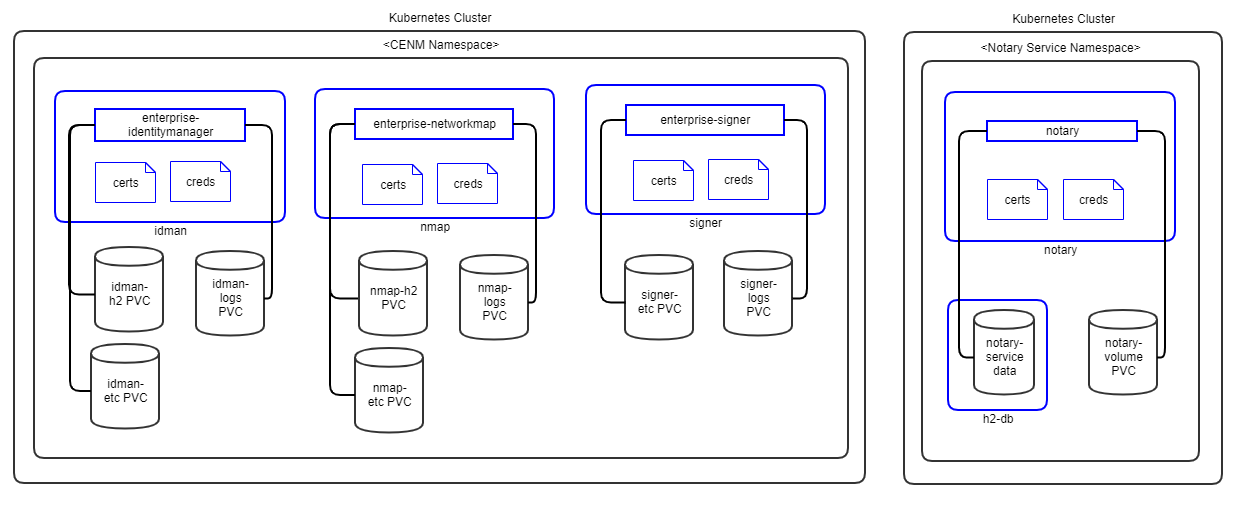 Kubernetes Cluster
<CENM Namespace>
enterprise-
identitymanager
certs
creds
idman
idman-
h2 PVC
idman-
logs
PVC
idman-
etc PVC
enterprise-networkmap
certs
creds
nmap
nmap-h2
PVC
nmap-
logs
PVC
nmap-
etc PVC
enterprise-signer
certs
creds
signer
signer-
etc PVC
signer-
logs
PVC
Kubernetes Cluster
<Notary Service Namespace>
notary
certs
creds
notary
notary-
service
data
h2-db
notary-
volume
PVC